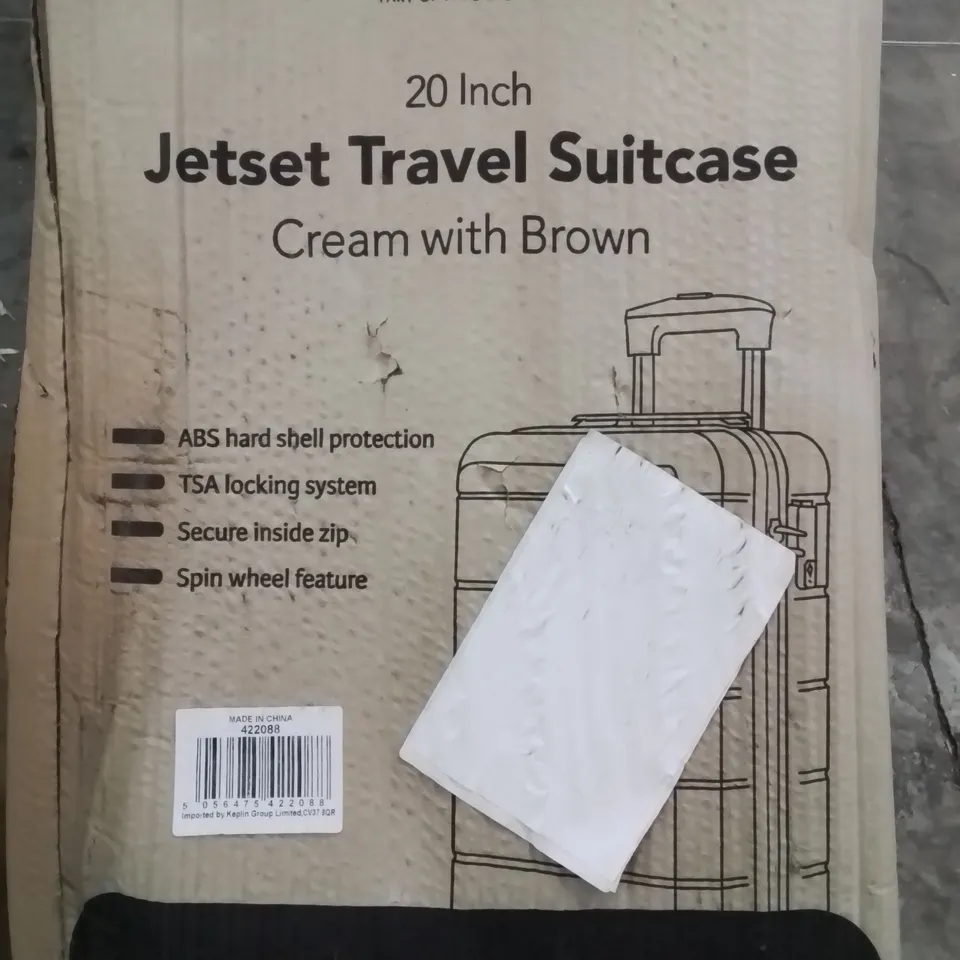 20 Inch
Jetset Travel Suitcase
Cream with Brown
ABS hard shell protection
TSA locking system
Secure inside zip
Spin wheel feature
MADE IN CHINA
422088
5 056475 422088
Imported by Keplin Group Limited,CV37 8QR